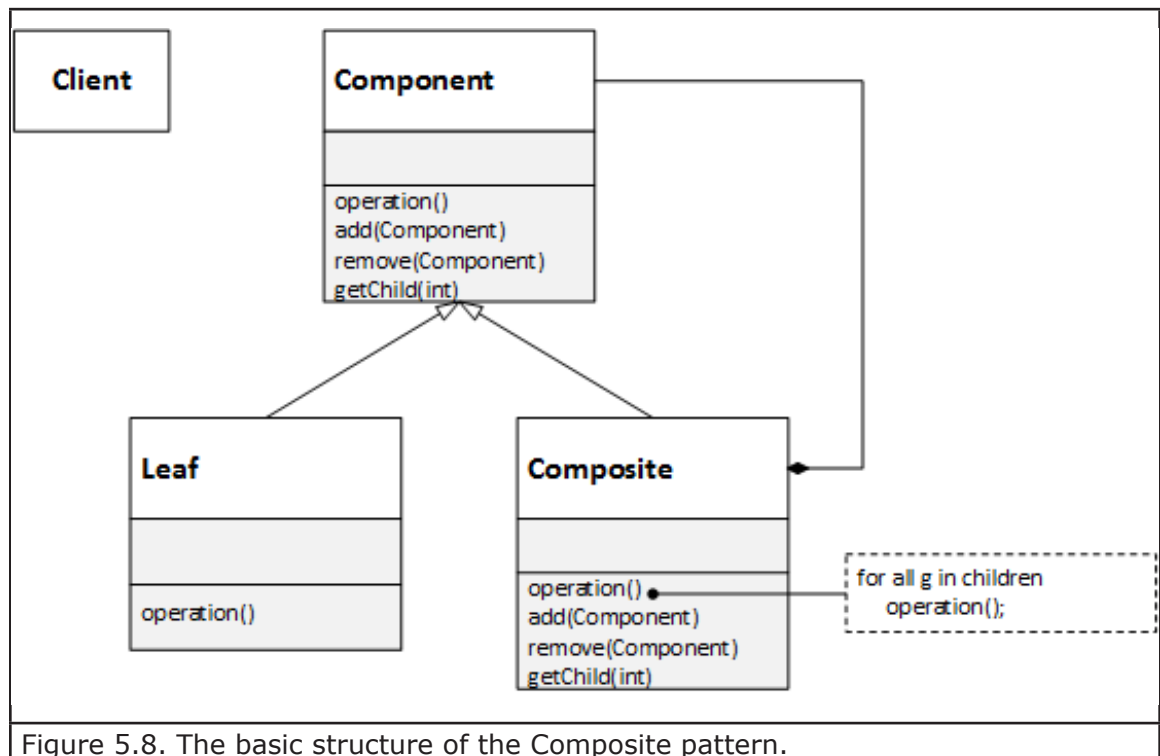 Client
Component
operation()
add(Component)
remove(Component)
getChild(int)
Leaf
operation()
Composite
operation()
add(Component)
remove(Component)
getChild(int)
for all g in children
operation();
Figure 5.8. The basic structure of the Composite pattern.